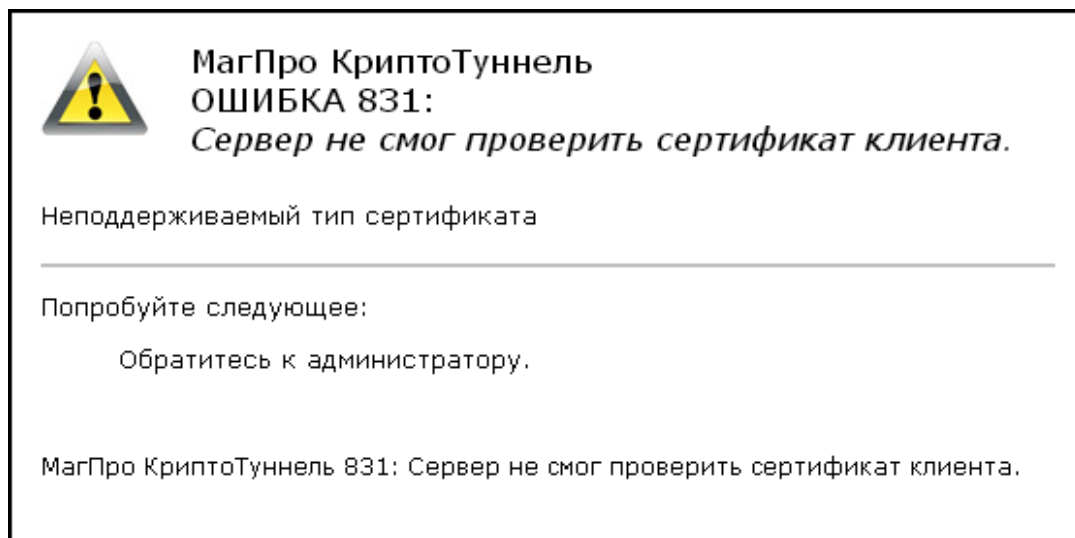 МагПро КриптоТуннель
ОШИБКА 831:
Сервер не смог проверить сертификат клиента.
Неподдерживаемый тип сертификата
Попробуйте следующее:
Обратитесь к администратору.
МагПро КриптоТуннель 831: Сервер не смог проверить сертификат клиента.